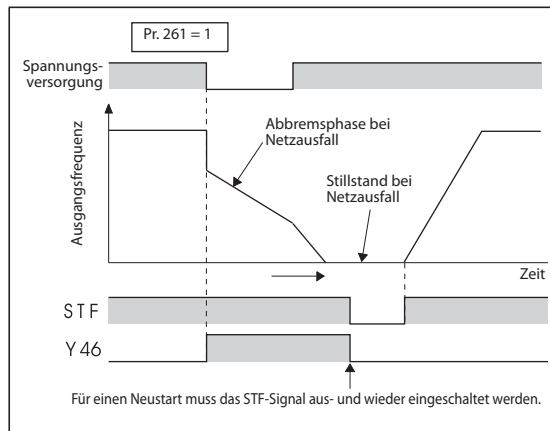 Pr. 261 = 1
Spannungs-
versorgung
Ausgangsfrequenz
Abbremsphase bei
Netzausfall
Stillstand bei
Netzausfall
Zeit
STF
Y46
Für einen Neustart muss das STF-Signal aus- und wieder eingeschaltet werden.